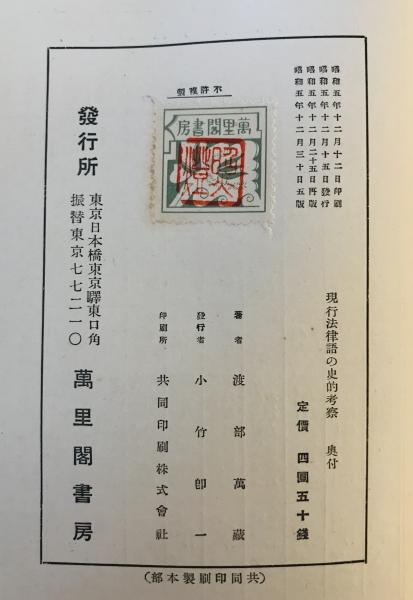 昭和五年十二月十二日印刷
昭和五年十二月十五日發行
昭和五年十二月二十五日再版
昭和五年十二月三十日五版
現行法律語の史的考察　奥付
定價　四圓五十錢
著者　渡部萬藏
發行者　小竹卽一
印刷所　共同印刷株式會社
不許複製
萬里閣書房
發行所
東京日本橋東京驛東口角
振替東京七七二一〇
萬里閣書房
(共同印刷製本部)